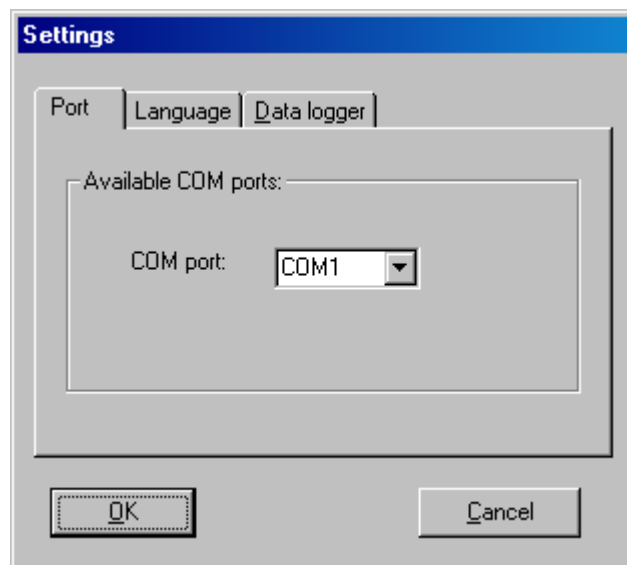 Settings
Port Language Data logger
Available COM ports:
COM port: COM1
OK Cancel